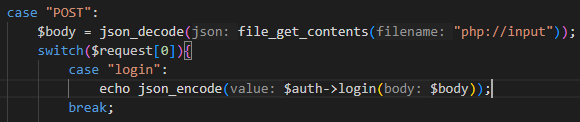 case "POST":
$body = json_decode(json: file_get_contents(filename: "php://input"));
switch($request[0]){
case "login":
echo json_encode(value: $auth->login(body: $body));
break;